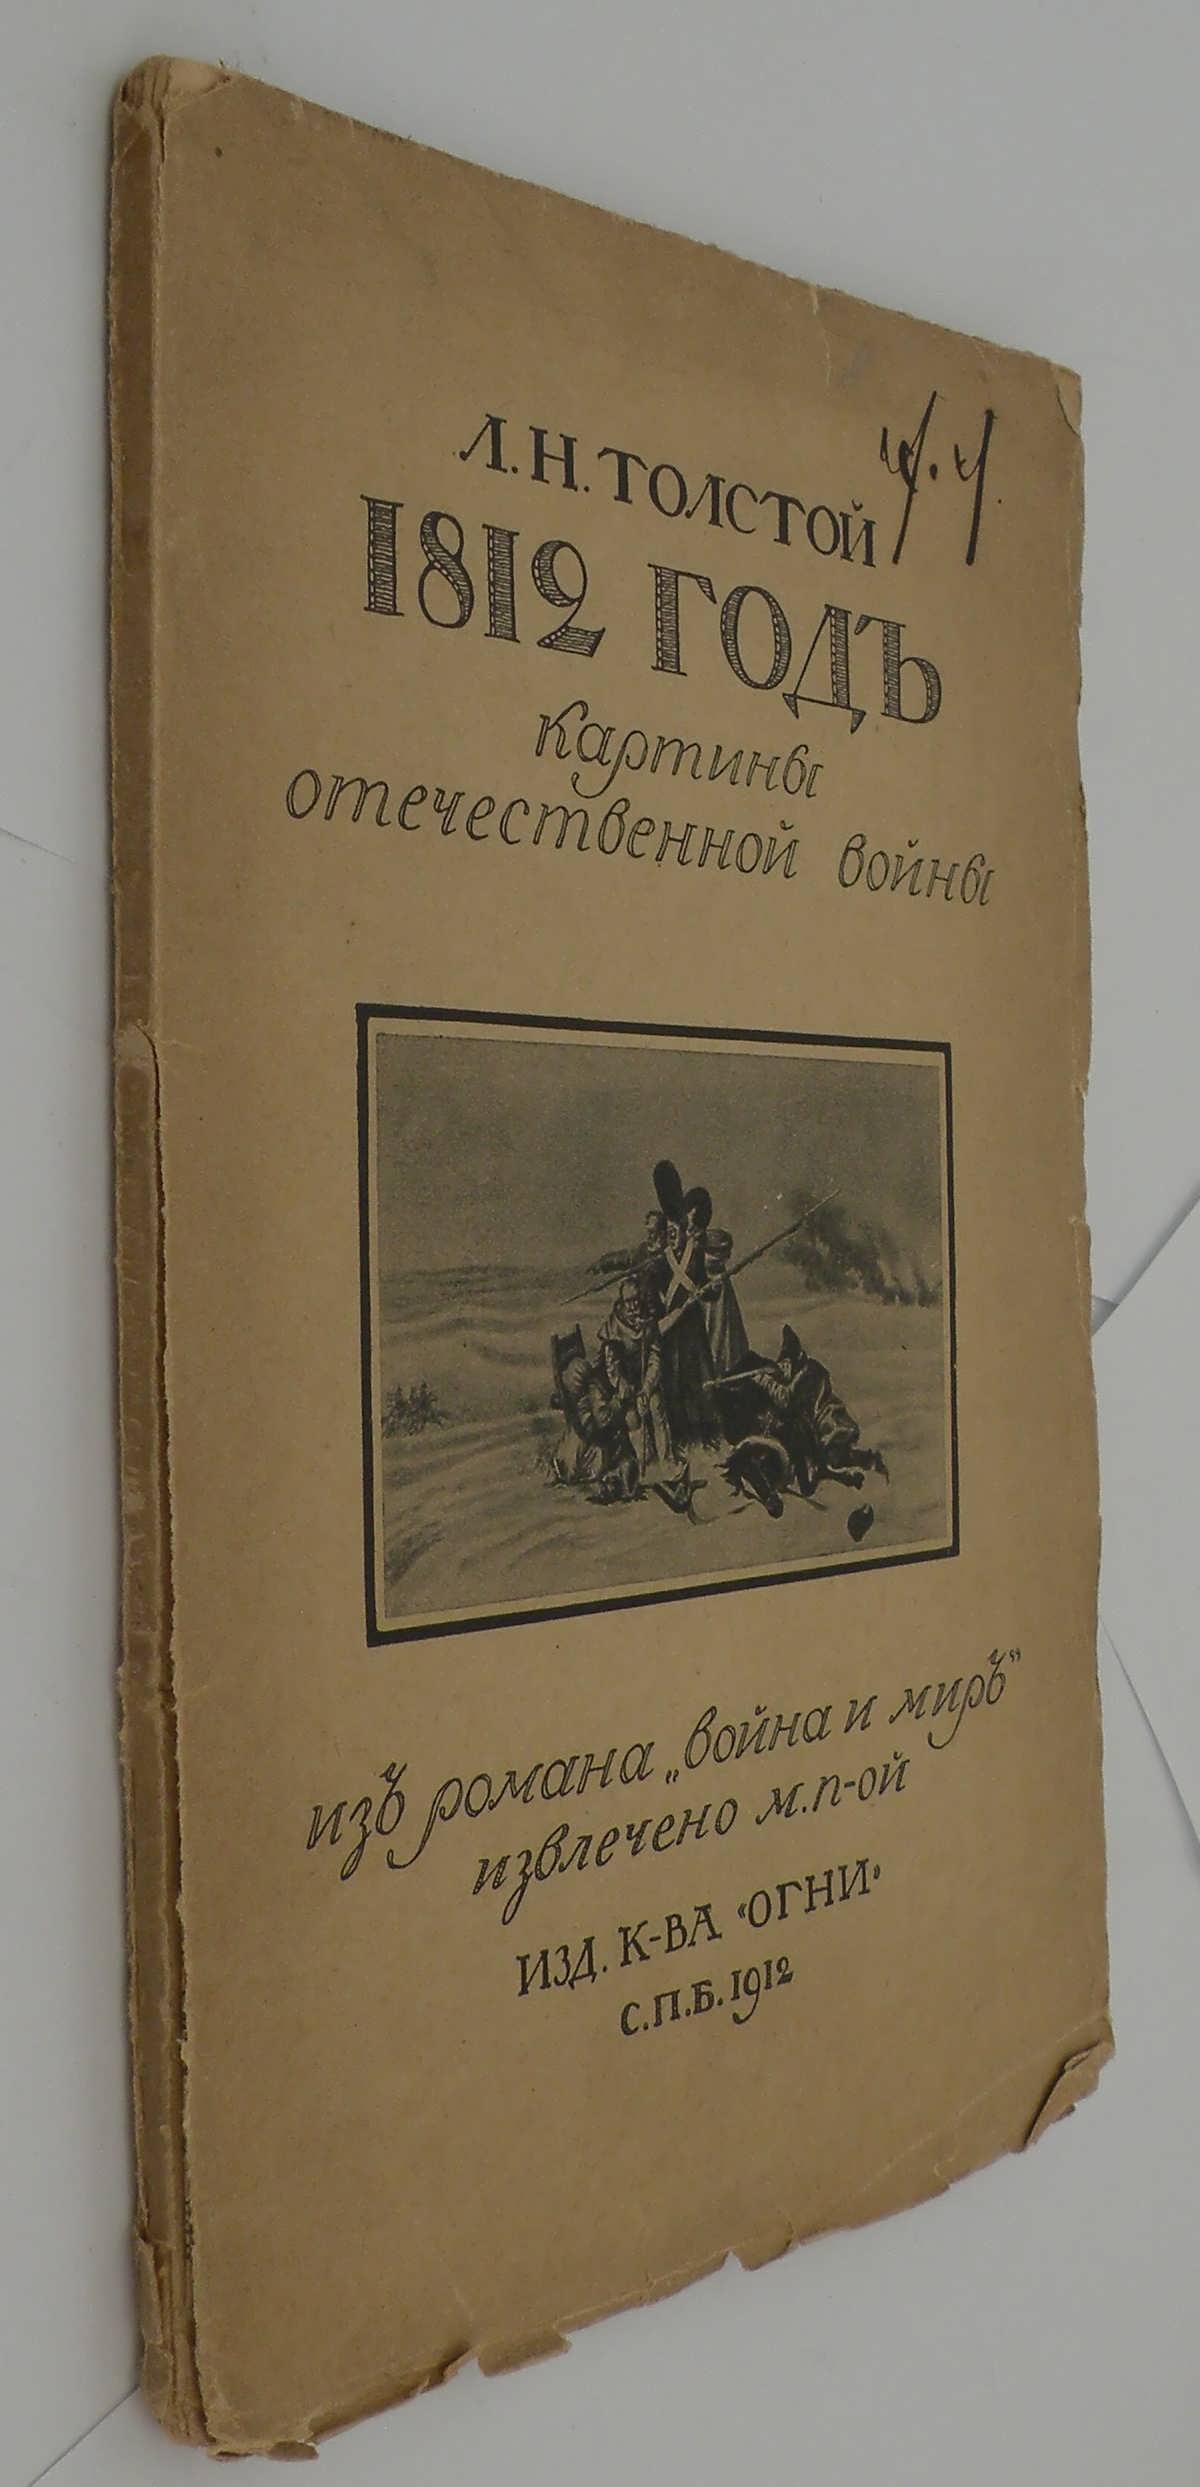 Л.Н.ТОЛСТОЙ
1812 ГОДЪ
картины
отечественной войны
изъ романа „война и миръ“
извлечено м.п-ой
ИЗД. К-ВА «ОГНИ»
С.П.Б. 1912